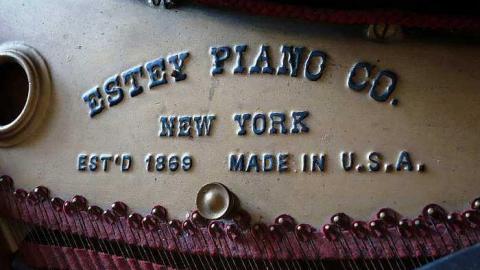 ESTEY PIANO CO.
NEW YORK
EST'D 1869 MADE IN U.S.A.